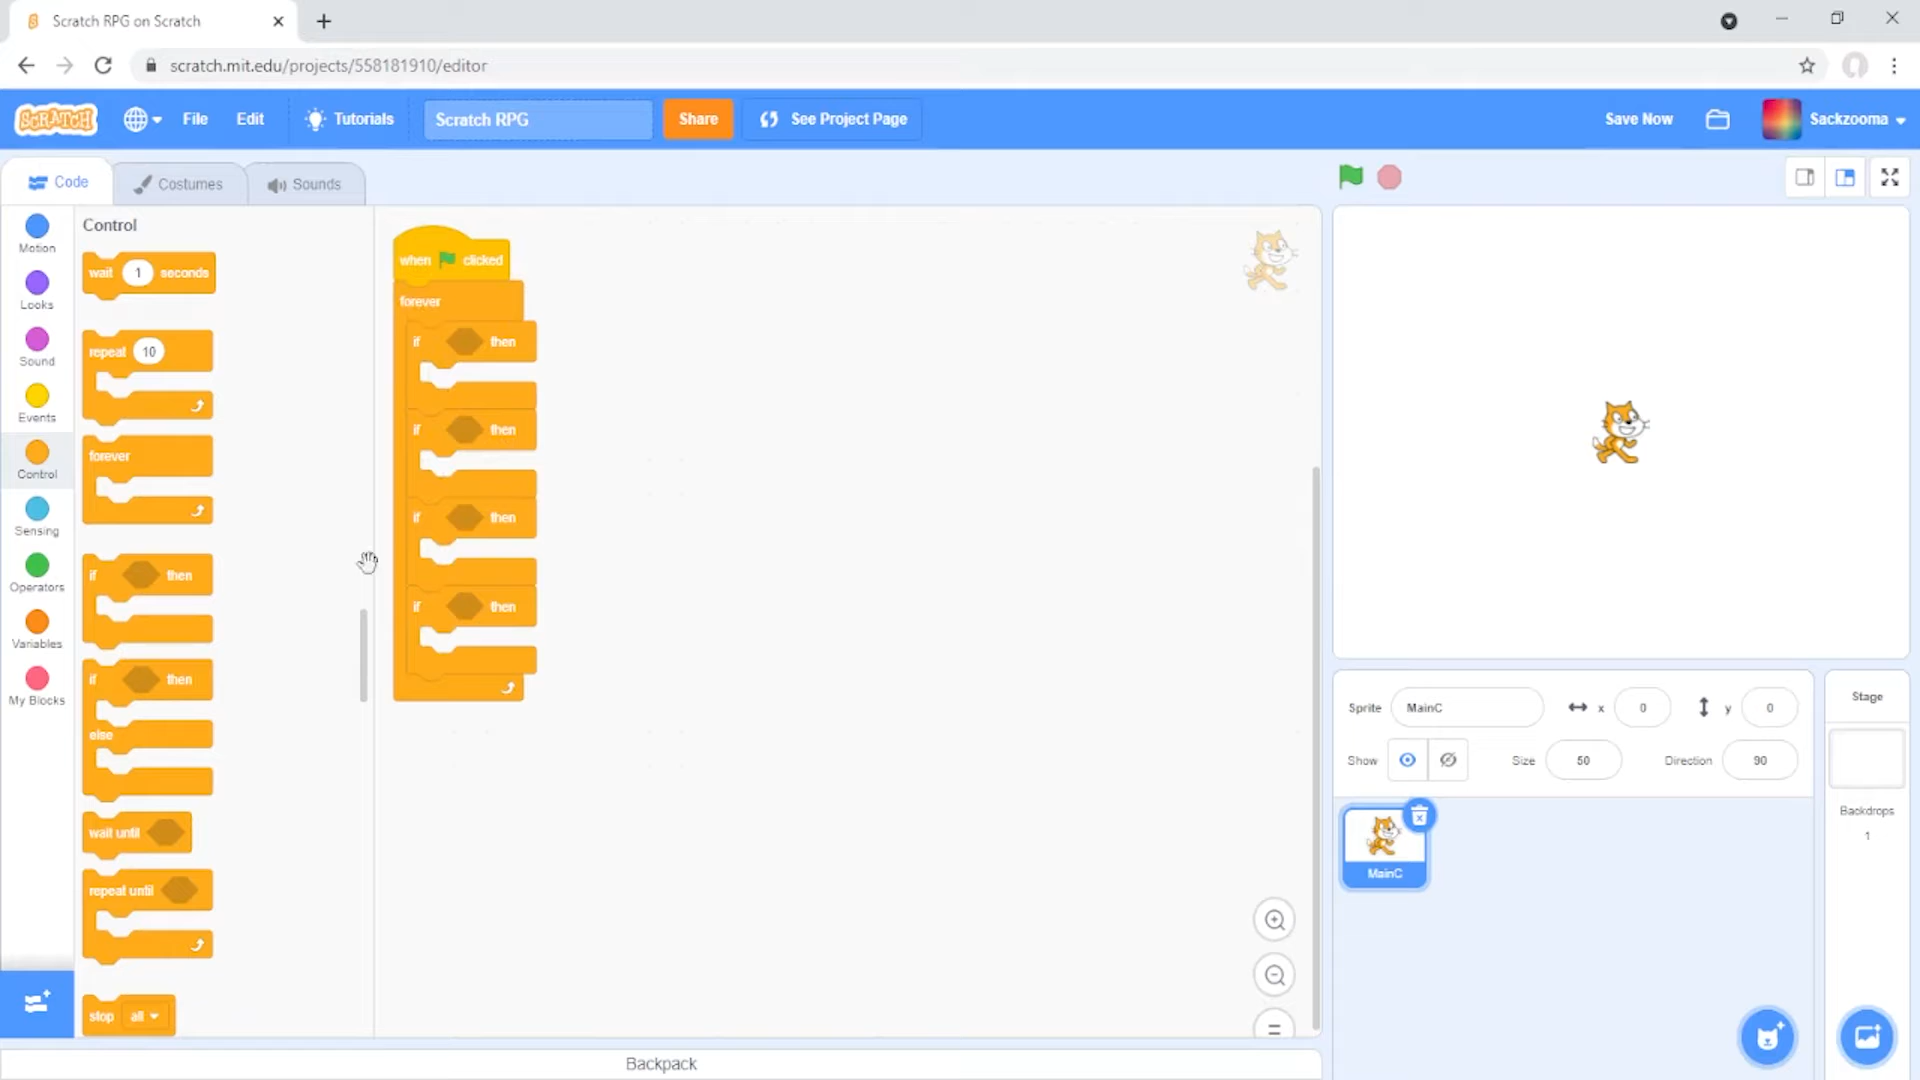 Scratch RPG on Scratch
scratch.mit.edu/projects/558181910/editor
SCRATCH
File
Edit
Tutorials
Scratch RPG
Share
See Project Page
Save Now
Sackzooma
Code
Costumes
Sounds
Motion
Looks
Sound
Events
Control
Sensing
Operators
Variables
My Blocks
Control
wait 1 seconds
repeat 10
forever
if then
if then
else
wait until
repeat until
stop all
when clicked
forever
if then
if then
if then
if then
Sprite MainC x 0 y 0
Show Size 50 Direction 90
MainC
Stage
Backdrops
1
Backpack